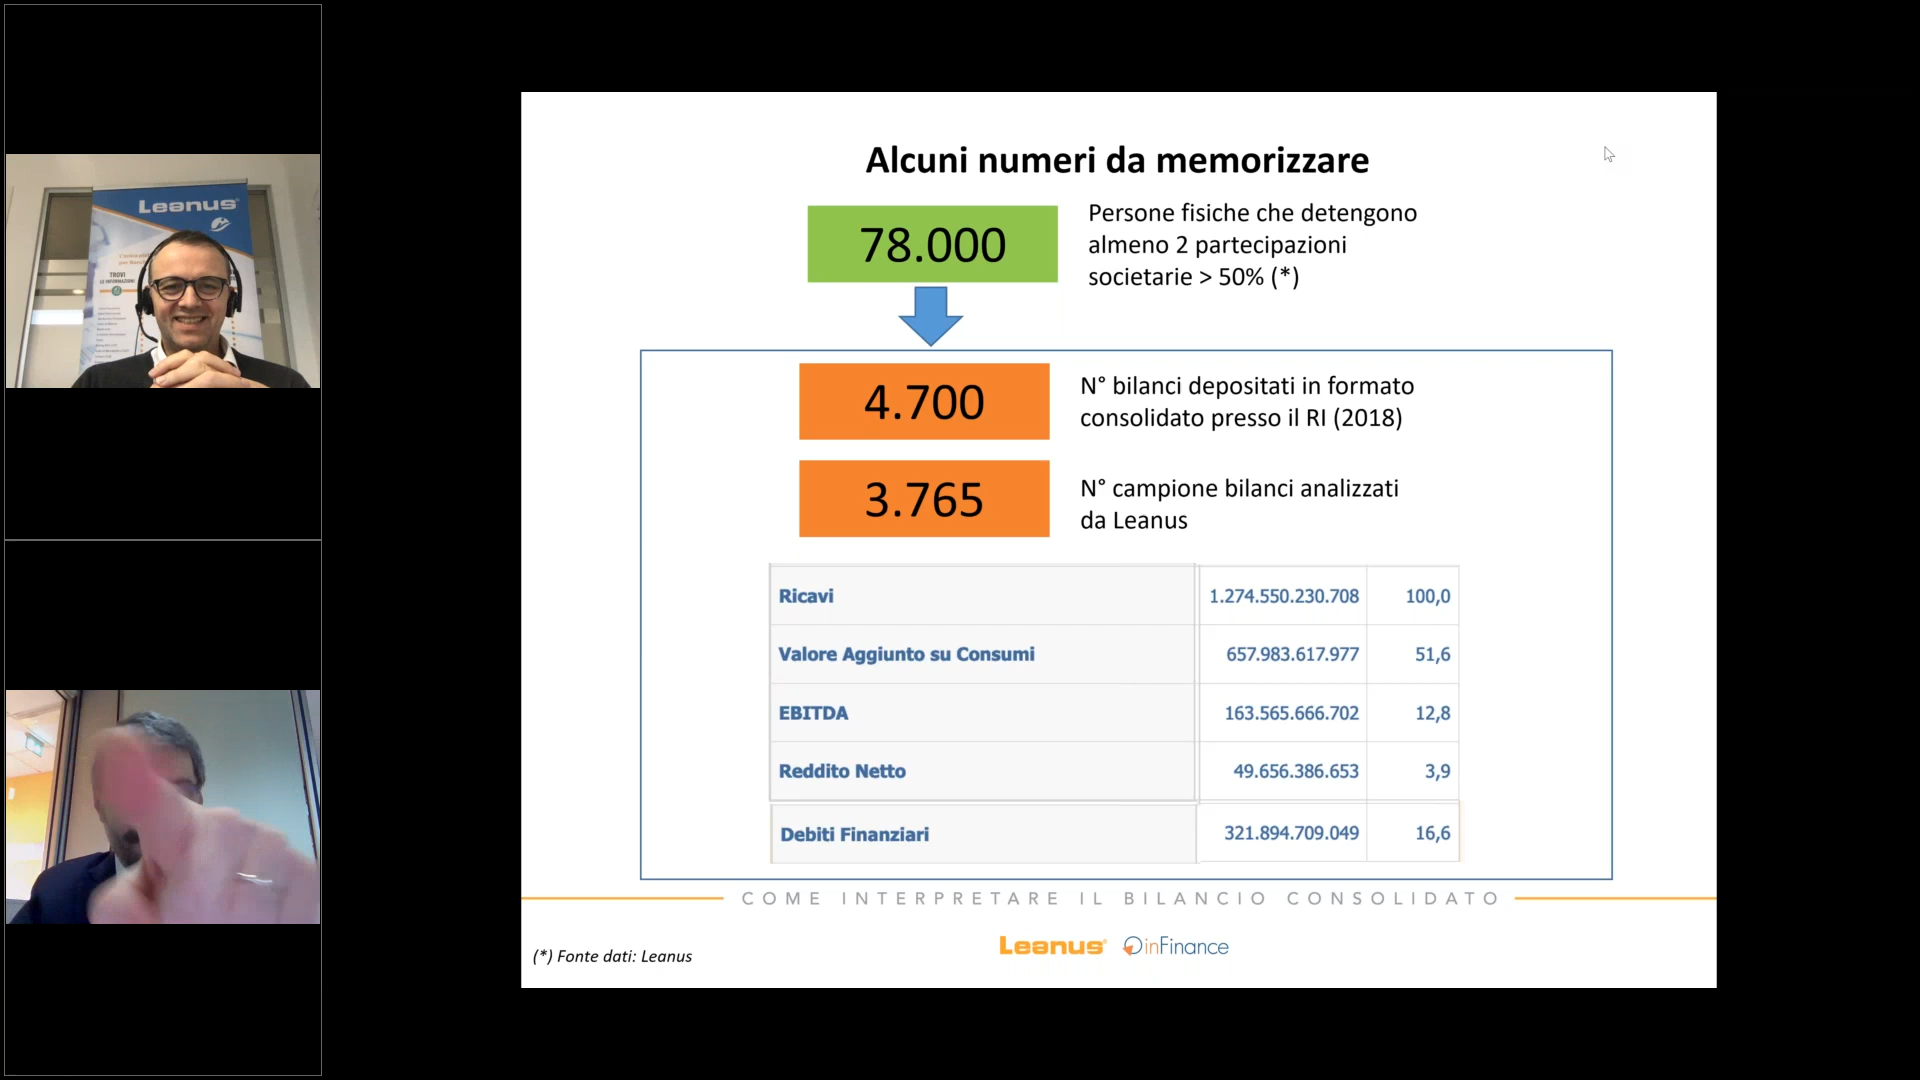 Leanus
TROVI
LE INFORMAZIONI
Alcuni numeri da memorizzare
78.000
Persone fisiche che detengono
almeno 2 partecipazioni
societarie > 50% (*)
4.700
N° bilanci depositati in formato
consolidato presso il RI (2018)
3.765
N° campione bilanci analizzati
da Leanus
Ricavi 1.274.550.230.708 100,0
Valore Aggiunto su Consumi 657.983.617.977 51,6
EBITDA 163.565.666.702 12,8
Reddito Netto 49.656.386.653 3,9
Debiti Finanziari 321.894.709.049 16,6
COME INTERPRETARE IL BILANCIO CONSOLIDATO
(*) Fonte dati: Leanus
Leanus® inFinance